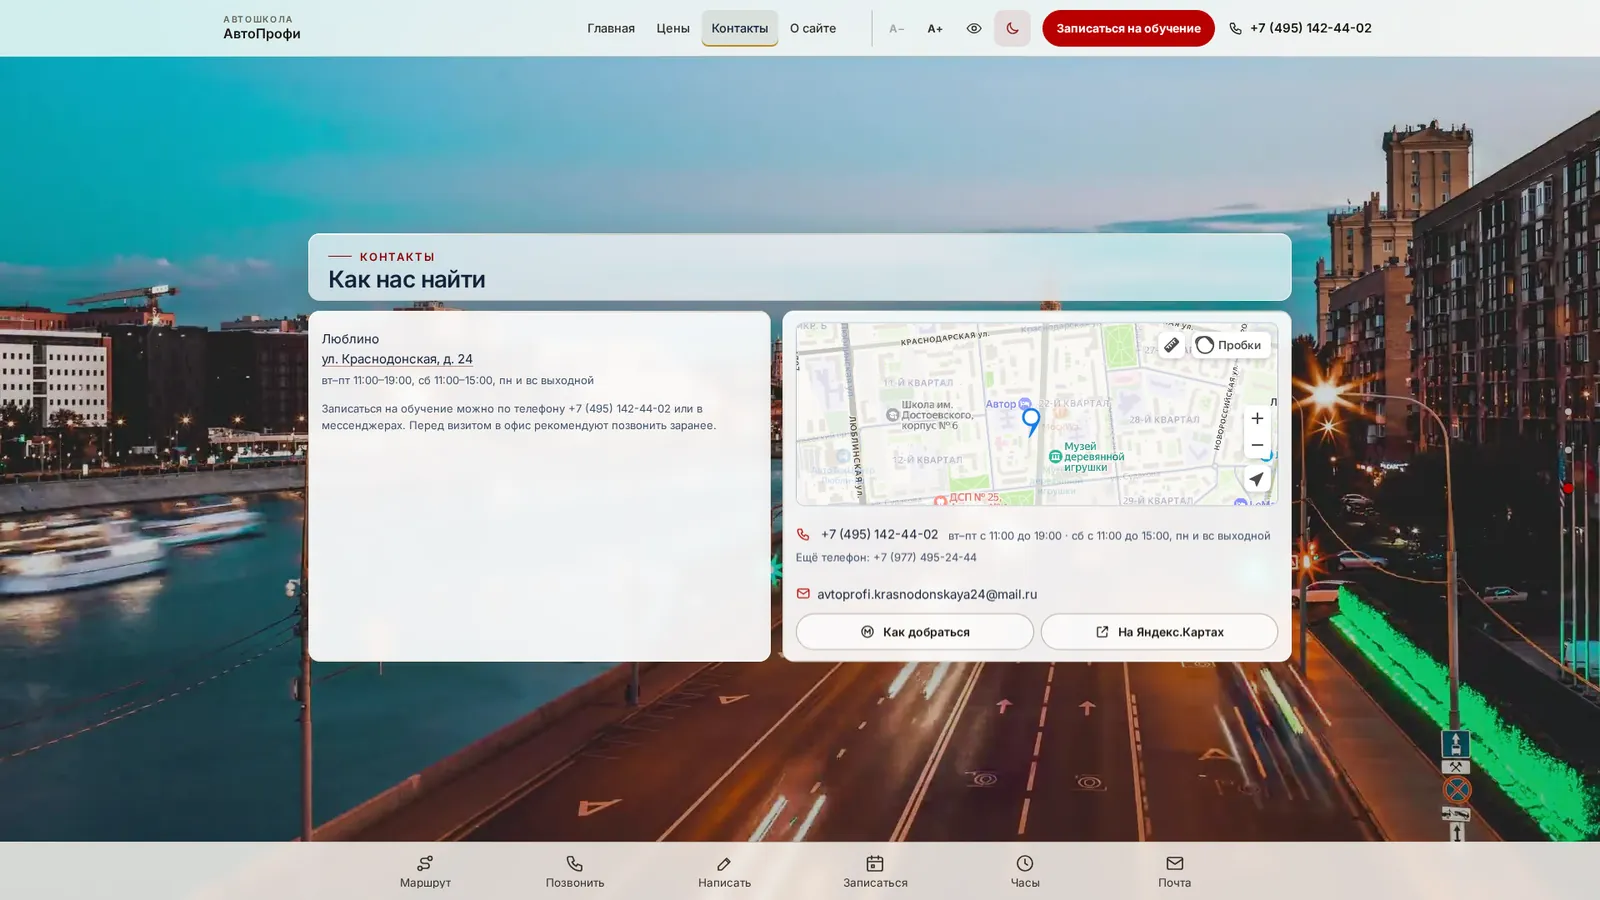 АВТОШКОЛА
АвтоПрофи
Главная
Цены
Контакты
О сайте
A−
A+
Записаться на обучение
+7 (495) 142-44-02
КОНТАКТЫ
Как нас найти
Люблино
ул. Краснодонская, д. 24
вт–пт 11:00–19:00, сб 11:00–15:00, пн и вс выходной
Записаться на обучение можно по телефону +7 (495) 142-44-02 или в
мессенджерах. Перед визитом в офис рекомендуют позвонить заранее.
КРАСНОДАРСКАЯ ул.
Краснодарская
Пробки
11-Й КВАРТАЛ
Школа им.
Достоевского,
корпус № 6
Автор
22-Й КВАРТАЛ
28-Й КВАРТАЛ
НОВОРОССИЙСКАЯ ул.
ЛЮБЛИНСКАЯ ул.
Музей
деревянной
игрушки
12-Й КВАРТАЛ
ДСП № 25,
29-Й КВАРТАЛ
+7 (495) 142-44-02
вт–пт с 11:00 до 19:00 · сб с 11:00 до 15:00, пн и вс выходной
Ещё телефон: +7 (977) 495-24-44
avtoprofi.krasnodonskaya24@mail.ru
Как добраться
На Яндекс.Картах
Маршрут
Позвонить
Написать
Записаться
Часы
Почта